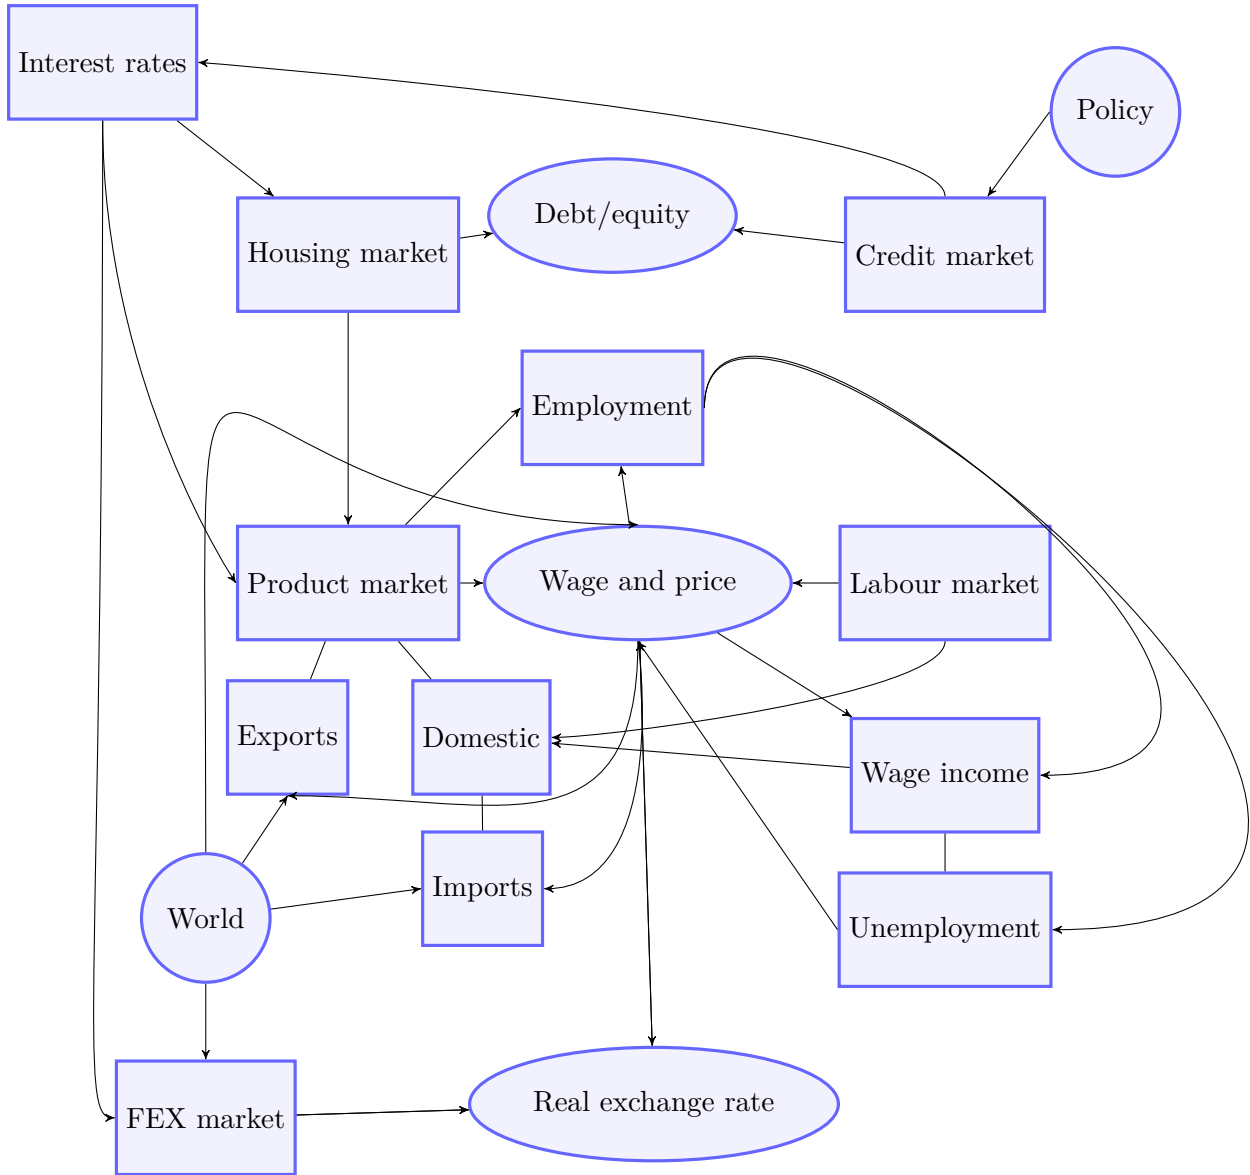 Interest rates
Policy
Debt/equity
Housing market
Credit market
Employment
Product market
Wage and price
Labour market
Exports
Domestic
Wage income
Imports
World
Unemployment
FEX market
Real exchange rate